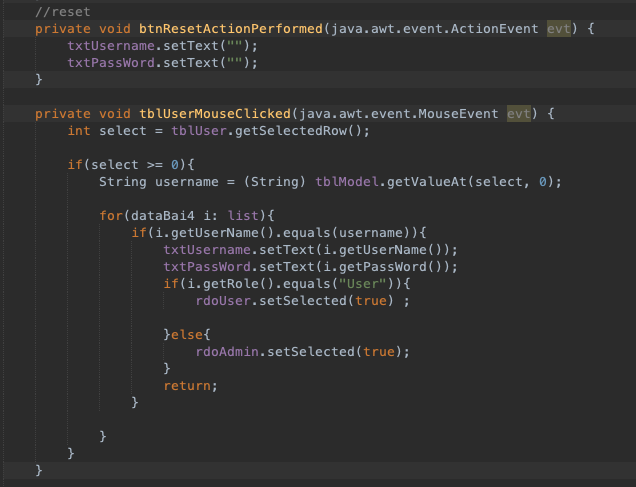 //reset
private void btnResetActionPerformed(java.awt.event.ActionEvent evt) {
txtUsername.setText("");
txtPassWord.setText("");
}
private void tblUserMouseClicked(java.awt.event.MouseEvent evt) {
int select = tblUser.getSelectedRow();
if(select >= 0){
String username = (String) tblModel.getValueAt(select, 0);
for(dataBai4 i: list){
if(i.getUserName().equals(username)){
txtUsername.setText(i.getUserName());
txtPassWord.setText(i.getPassWord());
if(i.getRole().equals("User")){
rdoUser.setSelected(true) ;
}else{
rdoAdmin.setSelected(true);
}
return;
}
}
}
}